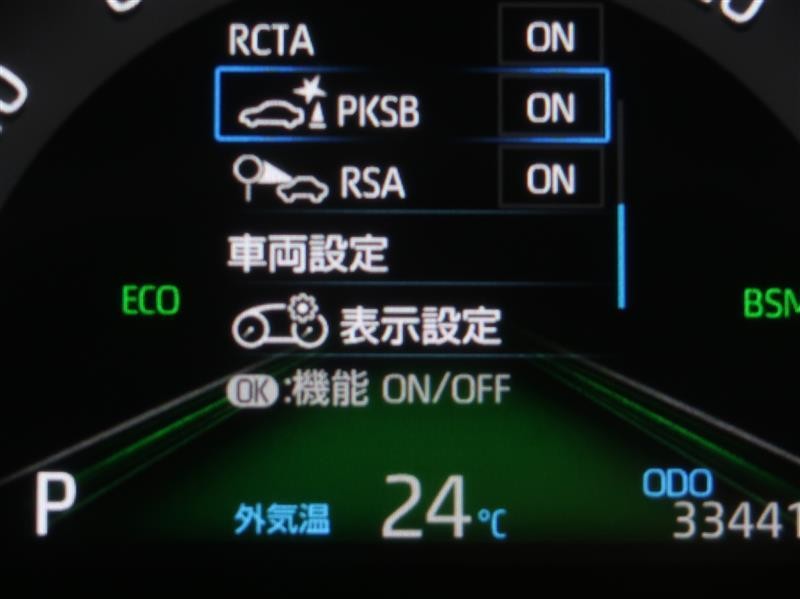 RCTA ON
PKSB ON
RSA ON
車両設定
ECO
表示設定
OK:機能 ON/OFF
P
外気温 24℃
ODO
33441